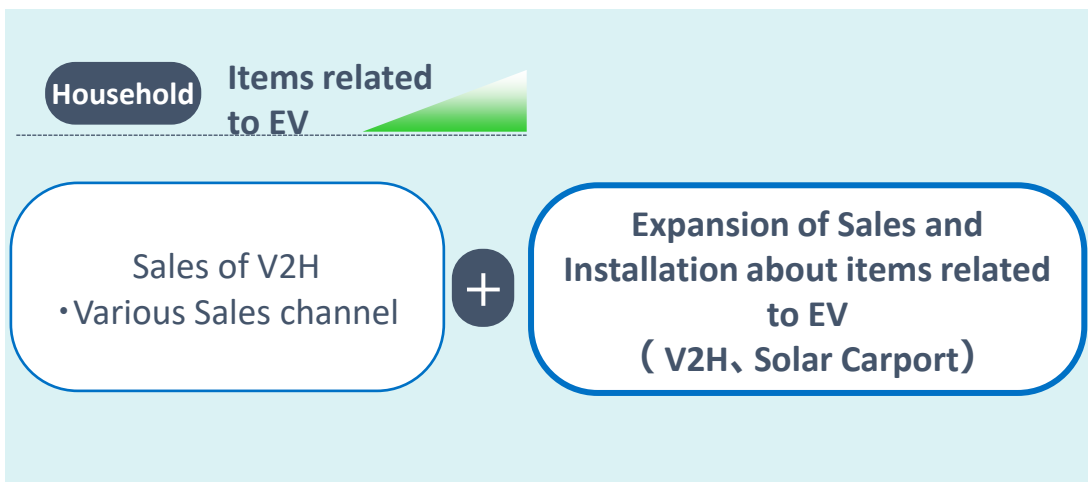 Household
Items related
to EV
Sales of V2H
・Various Sales channel
+
Expansion of Sales and
Installation about items related
to EV
（ V2H、Solar Carport）